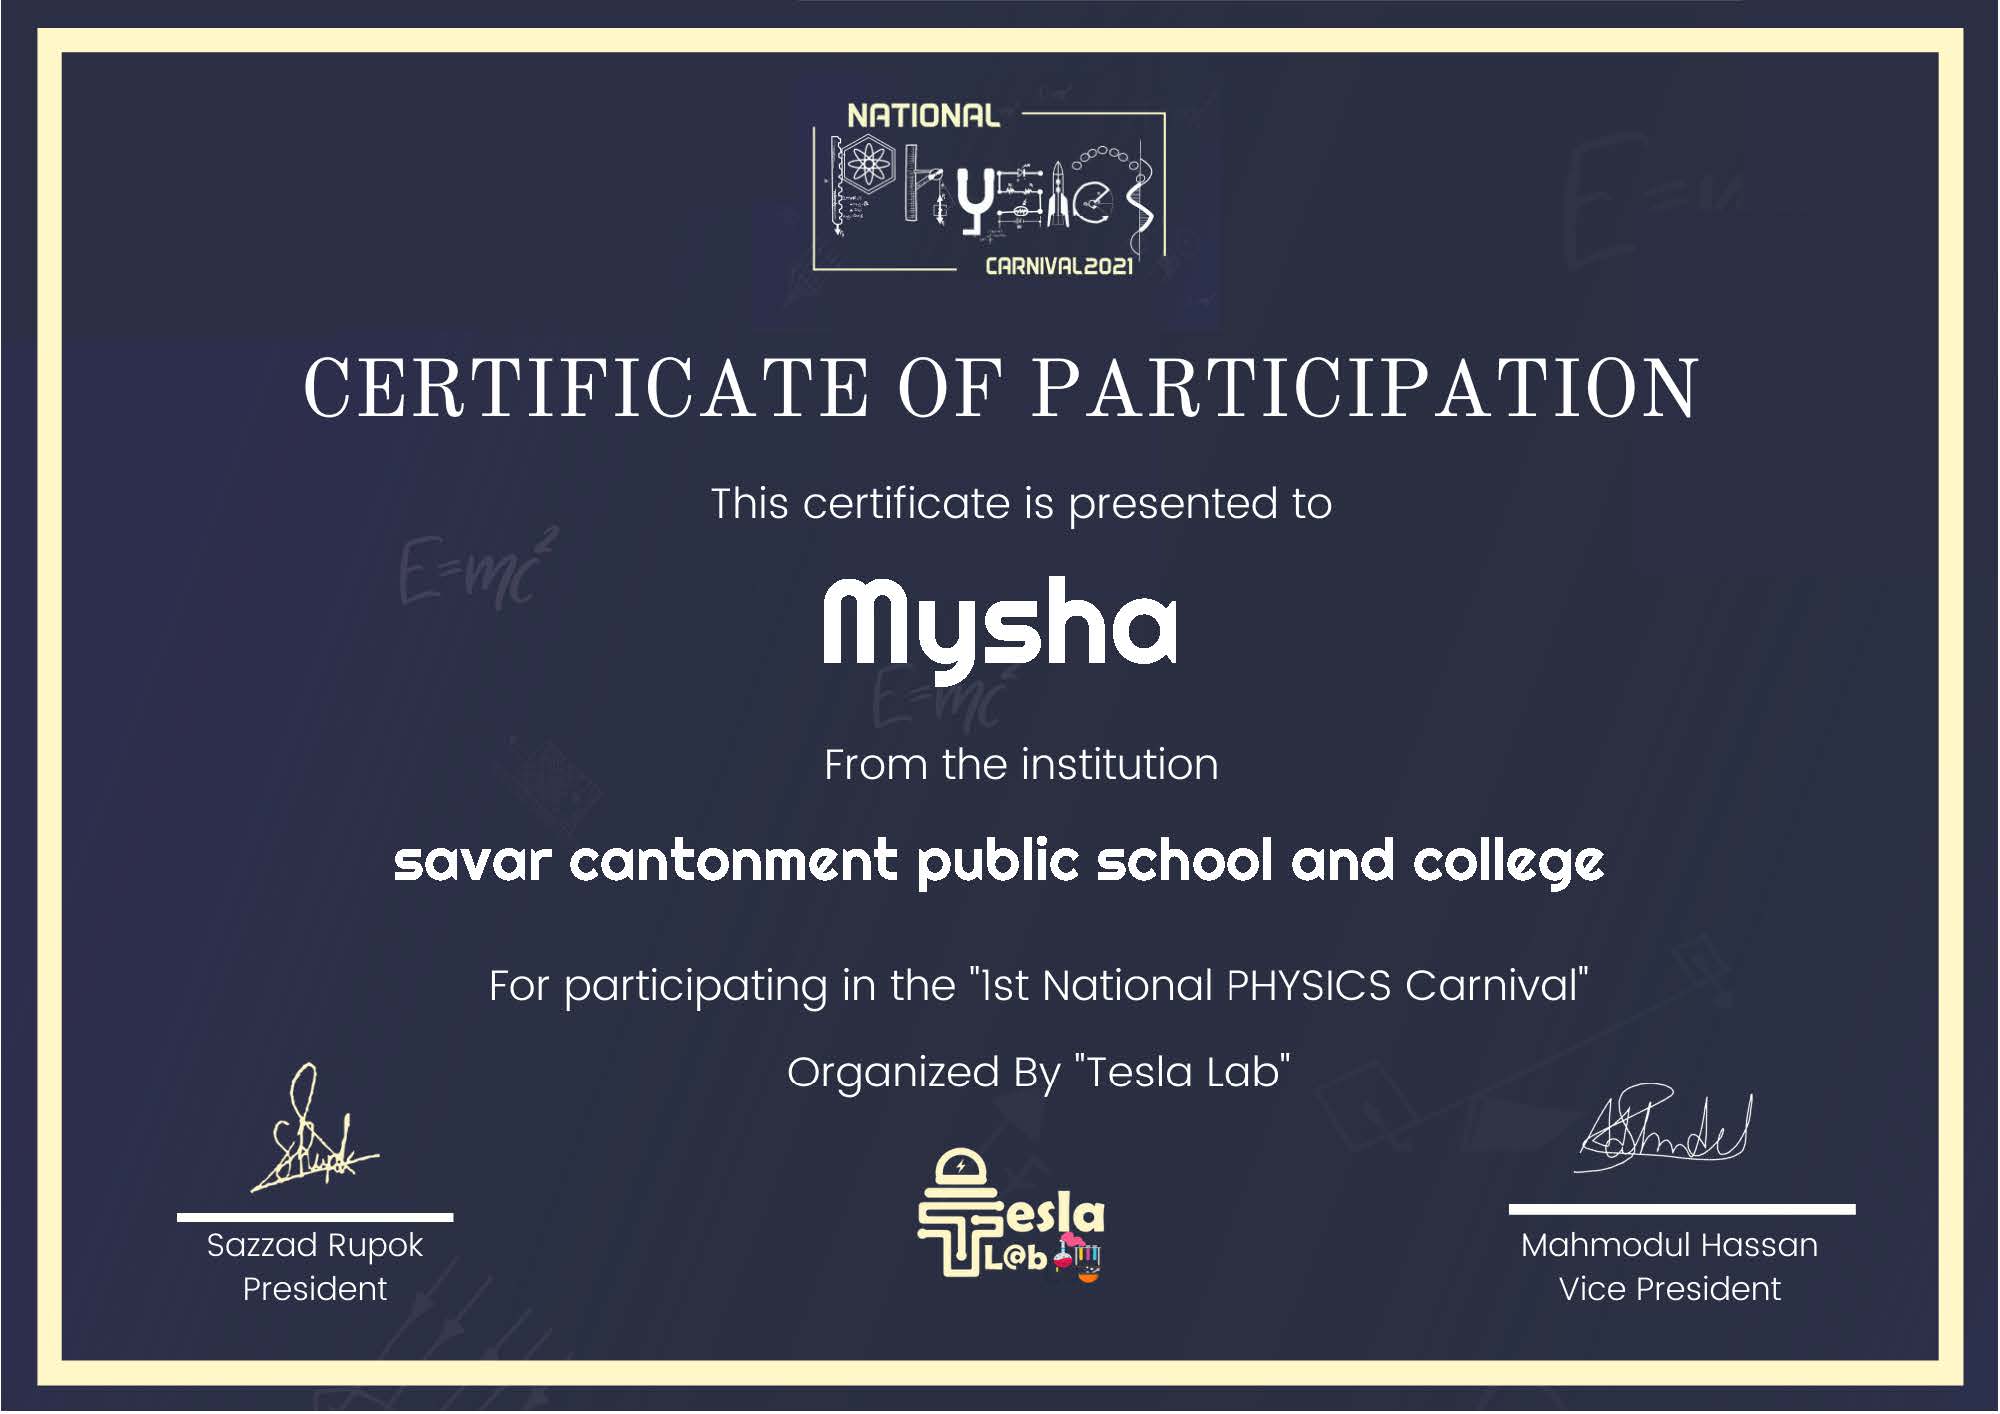 NATIONAL
Physics
CARNIVAL2021
CERTIFICATE OF PARTICIPATION
This certificate is presented to
E=mc²
Mysha
E=mc²
From the institution
savar cantonment public school and college
For participating in the "1st National PHYSICS Carnival"
Organized By "Tesla Lab"
Tesla
L@b
Sazzad Rupok
President
Mahmodul Hassan
Vice President